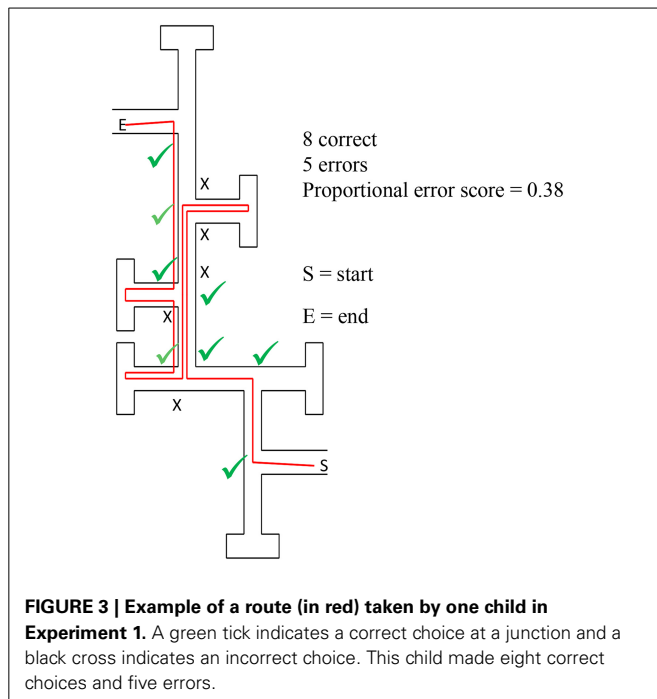 E
8 correct
5 errors
Proportional error score = 0.38
X
X
X
S = start
E = end
X
X
S
FIGURE 3 | Example of a route (in red) taken by one child in
Experiment 1. A green tick indicates a correct choice at a junction and a
black cross indicates an incorrect choice. This child made eight correct
choices and five errors.